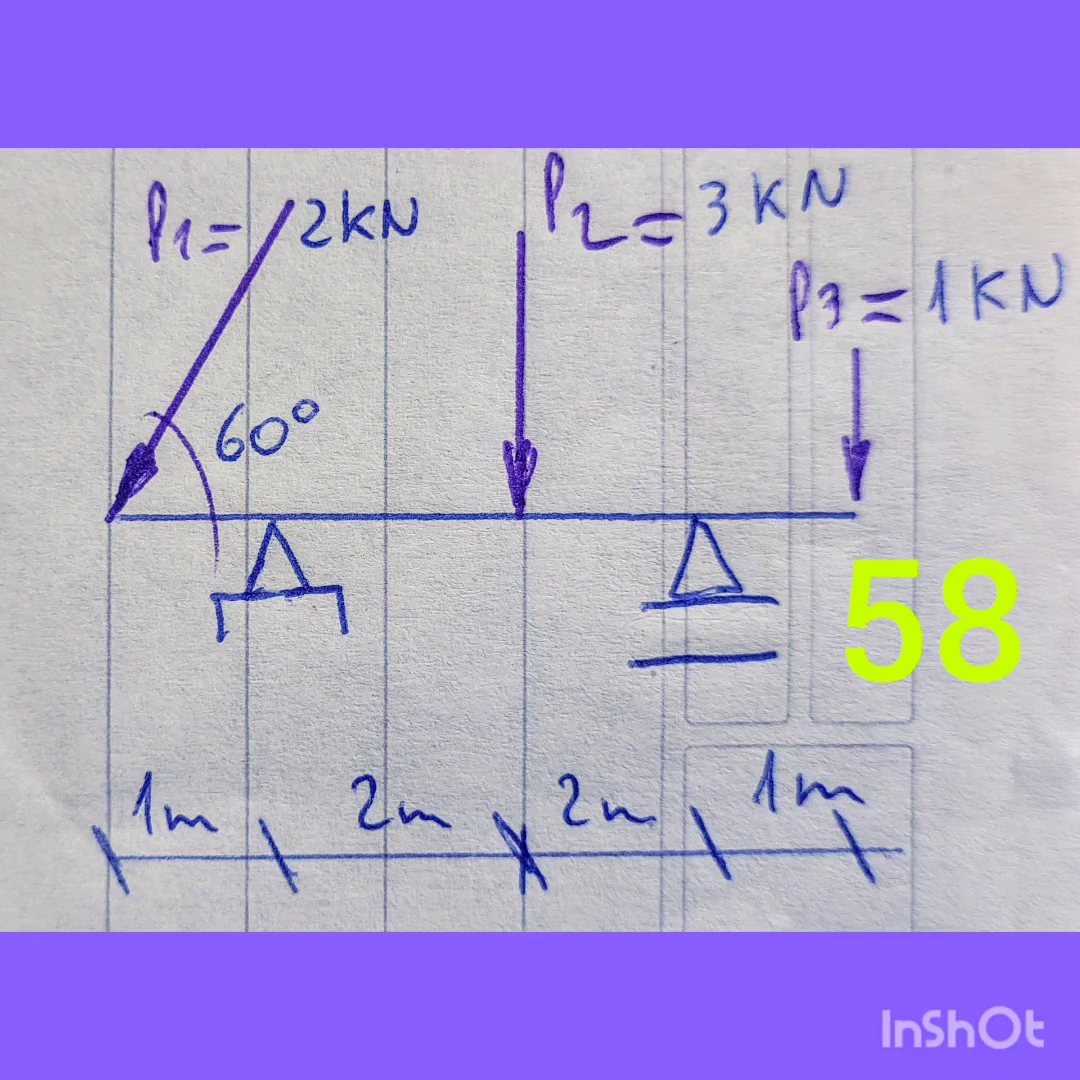 P1= 2kN
P2= 3KN
P3=1KN
60°
58
1m 2m 2m 1m
InShOt